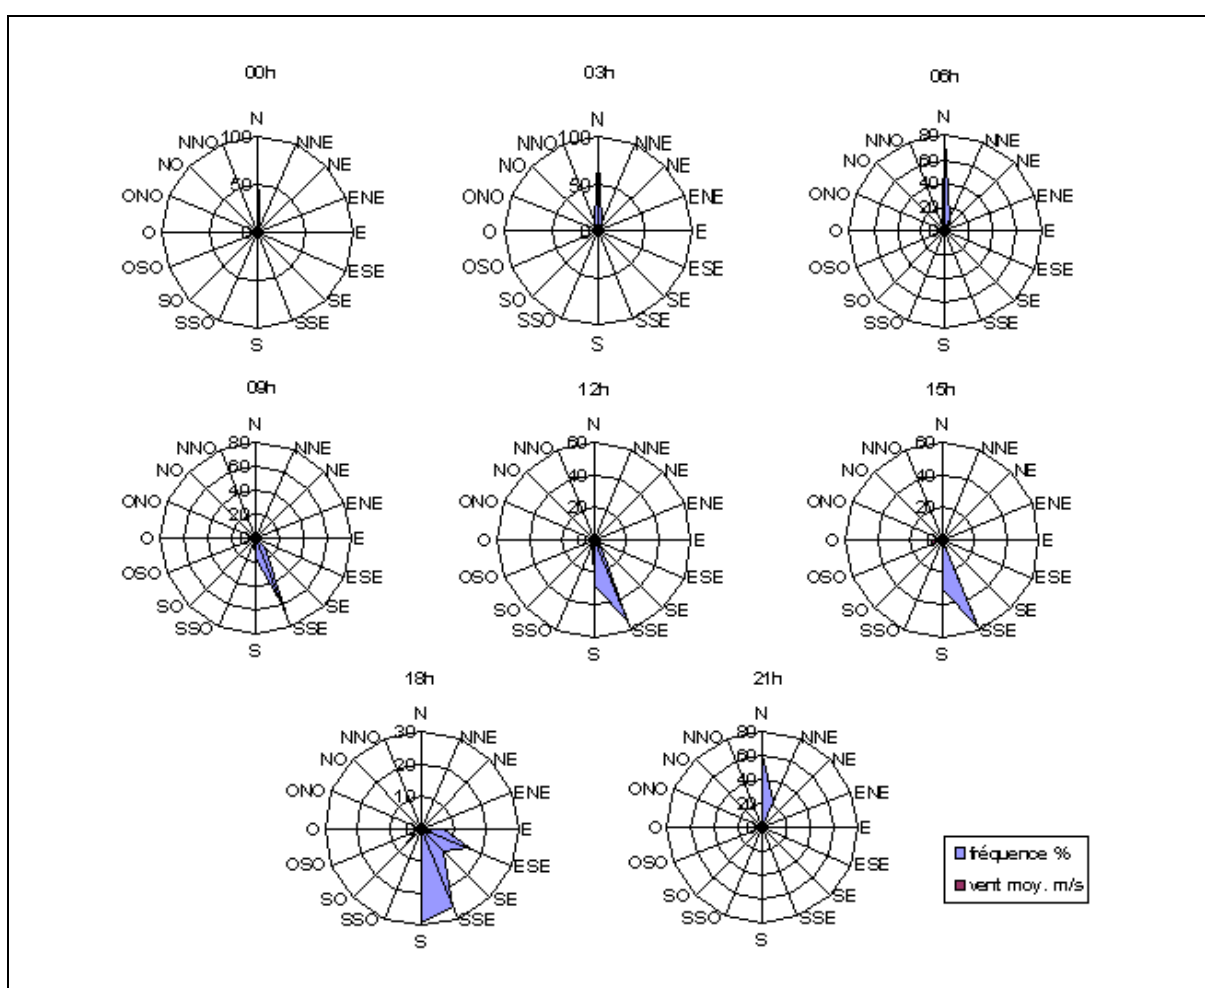 00h 03h 06h
N N N
NNO 100 NNE NNO 100 NNE NNO 80 NNE
NO NE NO NE NO 60 NE
ONO 50 ENE ONO 50 ENE ONO 40 ENE
20
O 0 E O 0 E O 0 E
OSO ESE OSO ESE OSO ESE
SO SE SO SE SO SE
SSO SSE SSO SSE SSO SSE
S S S
09h 12h 15h
N N N
NNO 80 NNE NNO 60 NNE NNO 60 NNE
NO 60 NE NO 40 NE NO 40 NE
ONO 40 ENE ONO 20 ENE ONO 20 ENE
20
O 0 E O 0 E O 0 E
OSO ESE OSO ESE OSO ESE
SO SE SO SE SO SE
SSO SSE SSO SSE SSO SSE
S S S
18h 21h
N N
NNO 30 NNE NNO 80 NNE
NO 20 NE NO 60 NE
ONO 10 ENE ONO 40 ENE
20
O 0 E O 0 E
OSO ESE OSO ESE
SO SE SO SE
SSO SSE SSO SSE
S S
fréquence %
vent moy. m/s